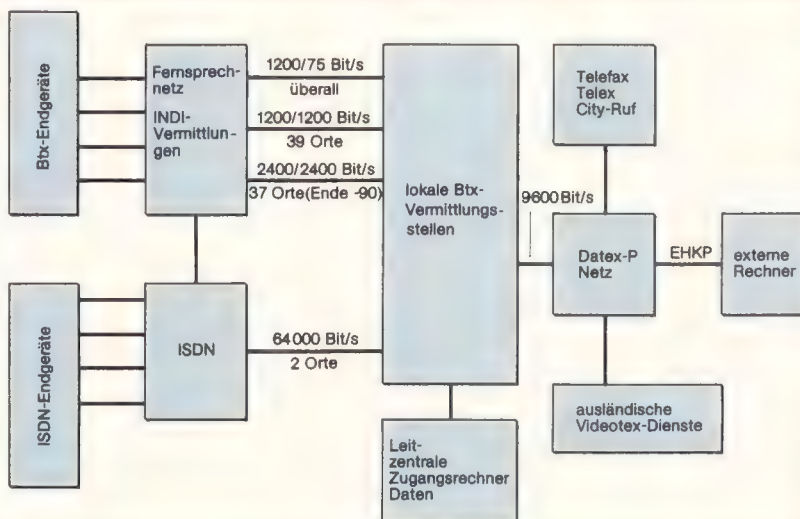 Btx-Endgeräte
Fernsprech-
netz
INDI-
Vermittlun-
gen
1200/75 Bit/s
überall
1200/1200 Bit/s
39 Orte
2400/2400 Bit/s
37 Orte(Ende -90)
lokale Btx-
Vermittlungs-
stellen
9600Bit/s
Telefax
Telex
City-Ruf
Datex-P
Netz
EHKP
externe
Rechner
ISDN-Endgeräte
ISDN
64000 Bit/s
2 Orte
ausländische
Videotex-Dienste
Leit-
zentrale
Zugangsrechner
Daten